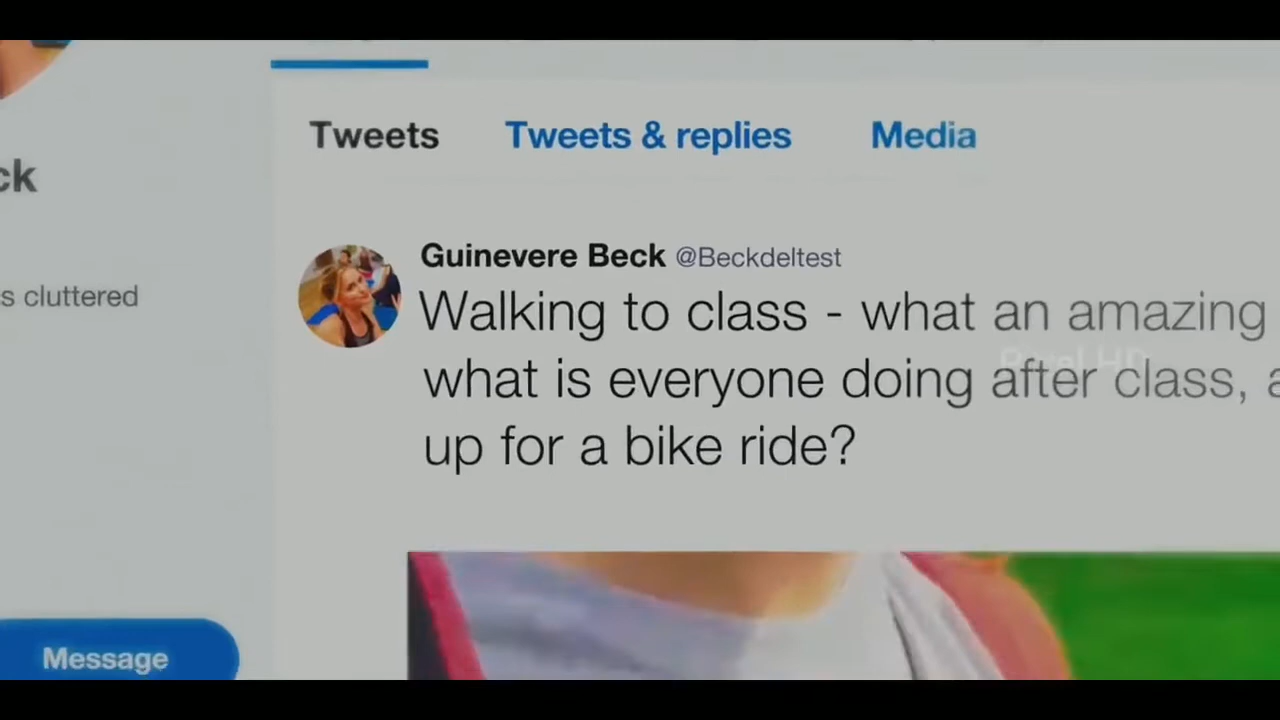 Tweets
Tweets & replies
Media
ck
Guinevere Beck @Beckdeltest
s cluttered
Walking to class - what an amazing
what is everyone doing after class, a
up for a bike ride?
Message